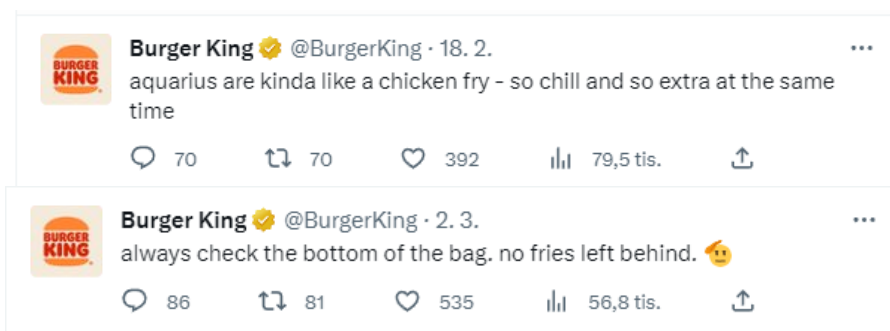 BURGER
KING
Burger King @BurgerKing · 18. 2.
aquarius are kinda like a chicken fry - so chill and so extra at the same
time
70 70 392 79,5 tis.
BURGER
KING
Burger King @BurgerKing · 2. 3.
always check the bottom of the bag. no fries left behind. 🫡
86 81 535 56,8 tis.